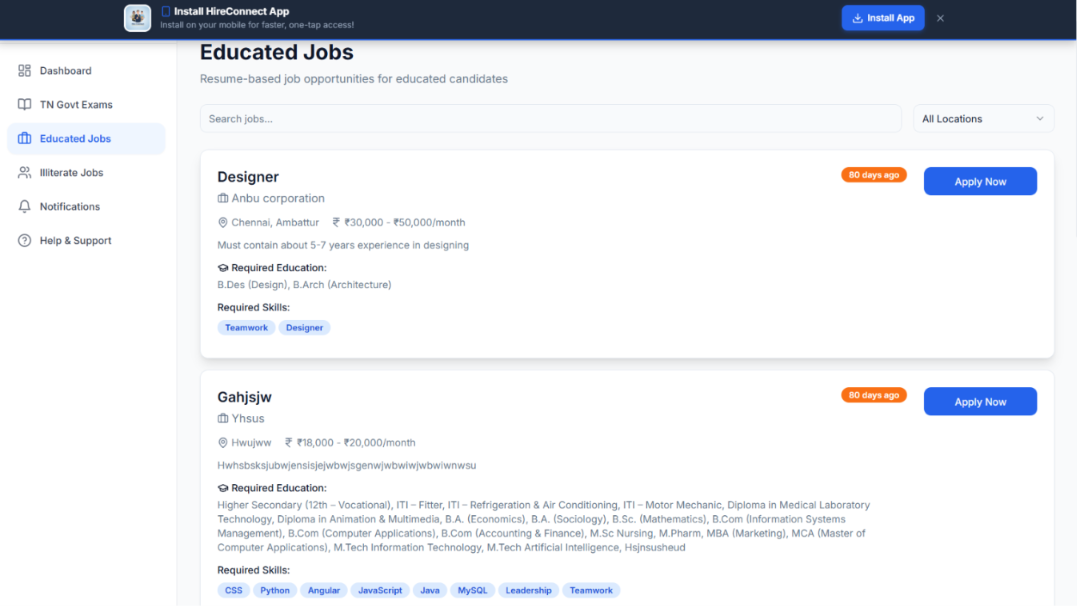 Install HireConnect App
Install on your mobile for faster, one-tap access!
Install App
Dashboard
TN Govt Exams
Educated Jobs
Illiterate Jobs
Notifications
Help & Support
Educated Jobs
Resume-based job opportunities for educated candidates
Search jobs...
All Locations
Designer
80 days ago
Apply Now
Anbu corporation
Chennai, Ambattur ₹ ₹30,000 - ₹50,000/month
Must contain about 5-7 years experience in designing
Required Education:
B.Des (Design), B.Arch (Architecture)
Required Skills:
Teamwork Designer
Gahjsjw
80 days ago
Apply Now
Yhsus
Hwujww ₹ ₹18,000 - ₹20,000/month
Hwhsbsksjubwjensisjejwbwjsgenwjwbwiwjwbwiwnwsu
Required Education:
Higher Secondary (12th – Vocational), ITI – Fitter, ITI – Refrigeration & Air Conditioning, ITI – Motor Mechanic, Diploma in Medical Laboratory
Technology, Diploma in Animation & Multimedia, B.A. (Economics), B.A. (Sociology), B.Sc. (Mathematics), B.Com (Information Systems
Management), B.Com (Computer Applications), B.Com (Accounting & Finance), M.Sc Nursing, M.Pharm, MBA (Marketing), MCA (Master of
Computer Applications), M.Tech Information Technology, M.Tech Artificial Intelligence, Hsjnsusheud
Required Skills:
CSS Python Angular JavaScript Java MySQL Leadership Teamwork